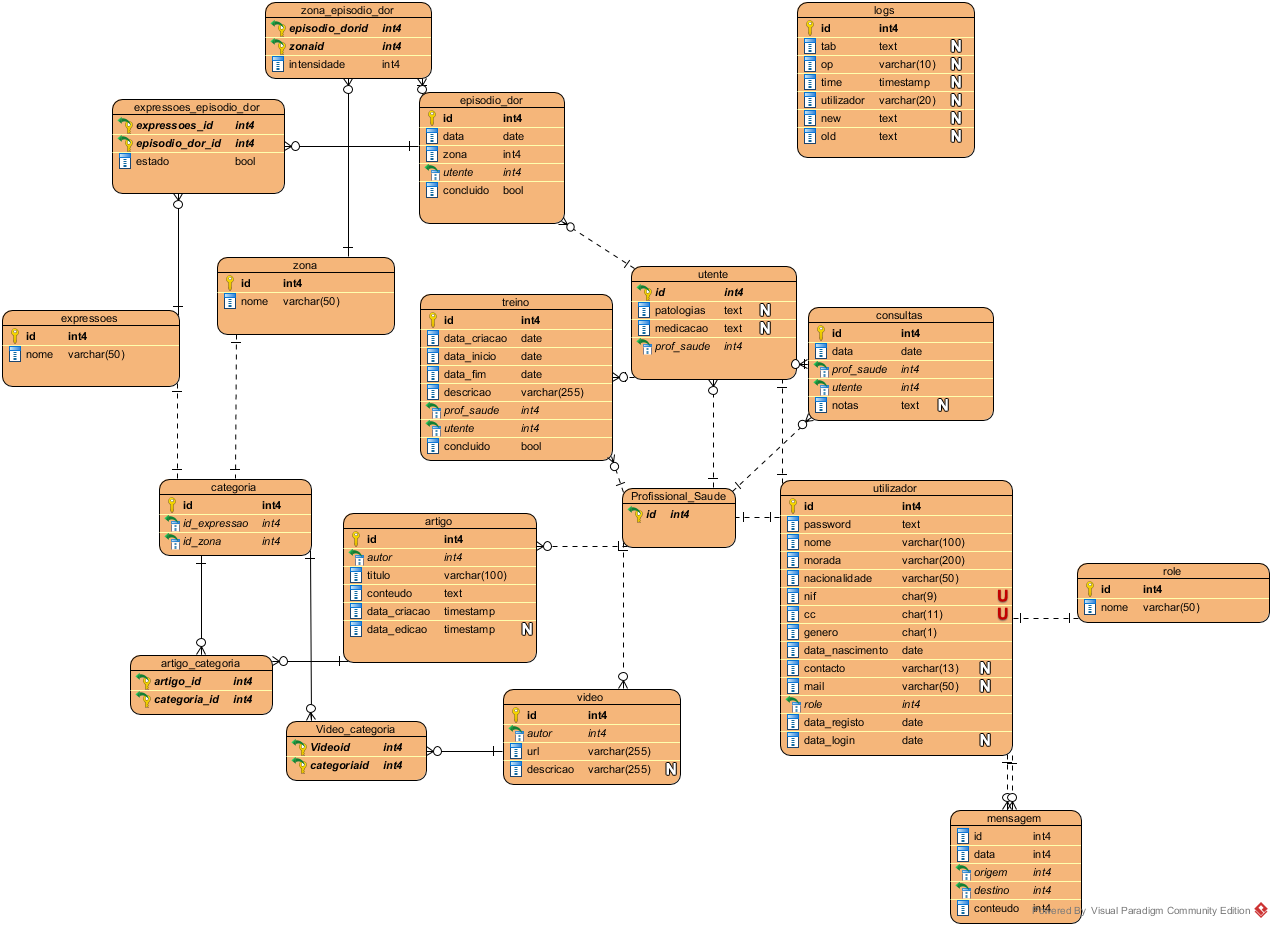 zona_episodio_dor
episodio_dorid int4
zonaid int4
intensidade int4
logs
id int4
tab text N
op varchar(10) N
time timestamp N
utilizador varchar(20) N
new text N
old text N
expressoes_episodio_dor
expressoes_id int4
episodio_dor_id int4
estado bool
episodio_dor
id int4
data date
zona int4
utente int4
concluido bool
zona
id int4
nome varchar(50)
expressoes
id int4
nome varchar(50)
treino
id int4
data_criacao date
data_inicio date
data_fim date
descricao varchar(255)
prof_saude int4
utente int4
concluído bool
utente
id int4
patologias text N
medicacao text N
prof_saude int4
consultas
id int4
data date
prof_saude int4
utente int4
notas text N
categoria
id int4
id_expressao int4
id_zona int4
artigo
id int4
autor int4
titulo varchar(100)
conteudo text
data_criacao timestamp
data_edicao timestamp N
Profissional_Saude
id int4
utilizador
id int4
password text
nome varchar(100)
morada varchar(200)
nacionalidade varchar(50)
nif char(9) U
cc char(11) U
genero char(1)
data_nascimento date
contacto varchar(13) N
mail varchar(50) N
role int4
data_registo date
data_login date N
role
id int4
nome varchar(50)
artigo_categoria
artigo_id int4
categoria_id int4
Video_categoria
Videoid int4
categoriaid int4
video
id int4
autor int4
url varchar(255)
descricao varchar(255) N
mensagem
id int4
data int4
origem int4
destino int4
conteudo int4
Powered By Visual Paradigm Community Edition